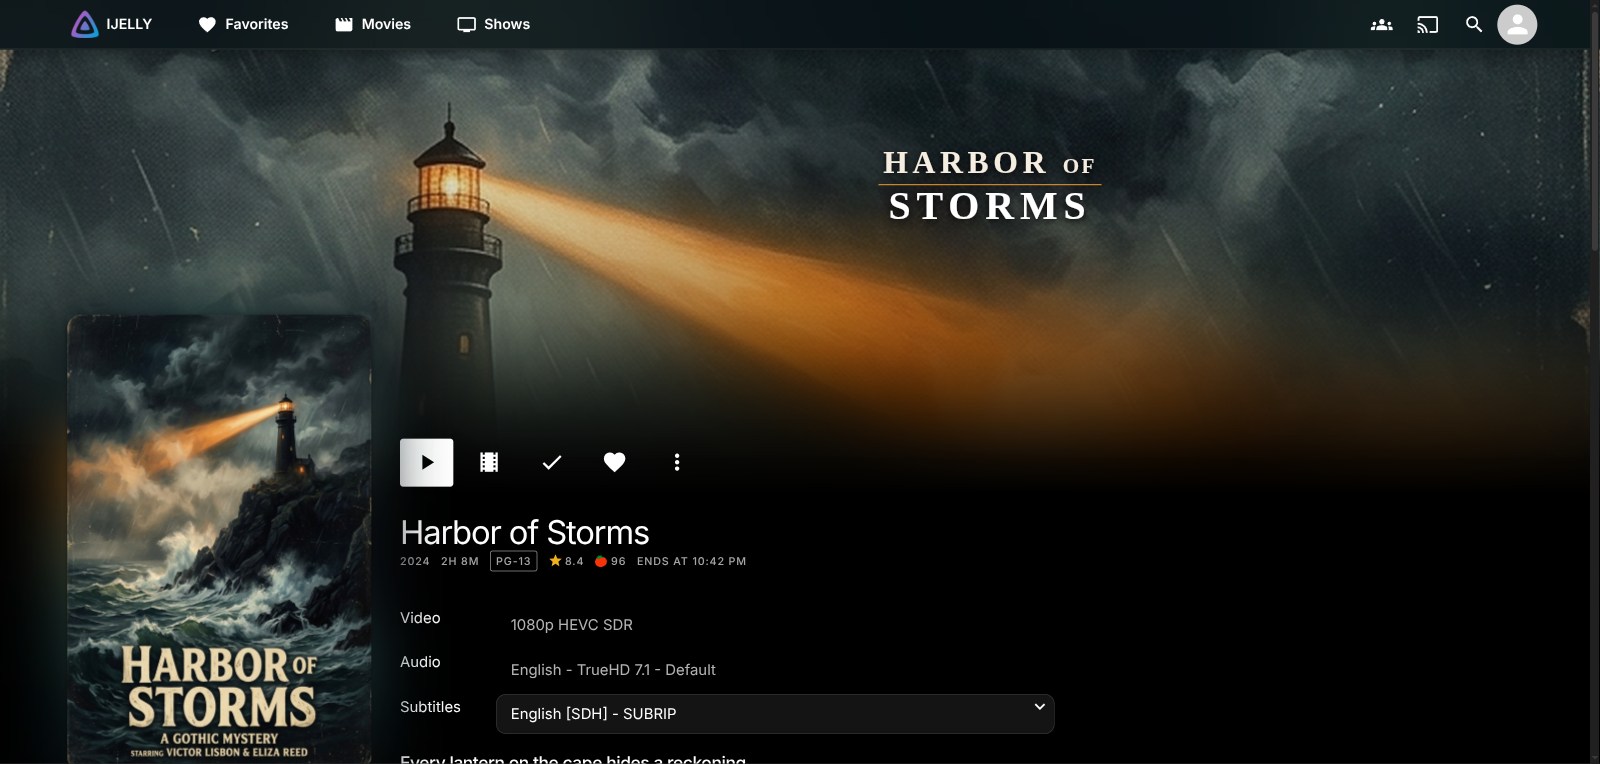 IJELLY
Favorites
Movies
Shows
HARBOR OF
STORMS
HARBOR OF
STORMS
A GOTHIC MYSTERY
STARRING VICTOR LISBON & ELIZA REED
Harbor of Storms
2024 2H 8M PG-13 8.4 96 ENDS AT 10:42 PM
Video 1080p HEVC SDR
Audio English - TrueHD 7.1 - Default
Subtitles English [SDH] - SUBRIP
Every lantern on the cape hides a reckoning